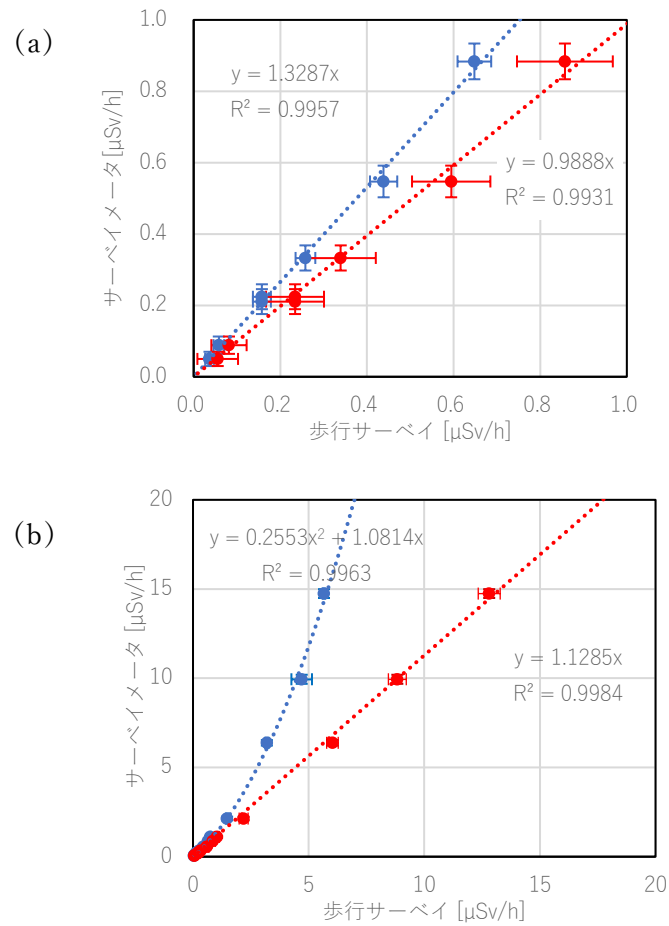 (a)
サーベイメータ[μSv/h]
1.0
0.8
0.6
0.4
0.2
0.0
y = 1.3287x
R² = 0.9957
y = 0.9888x
R² = 0.9931
0.0 0.2 0.4 0.6 0.8 1.0
歩行サーベイ [μSv/h]
(b)
サーベイメータ [μSv/h]
20
15
10
5
0
y = 0.2553x² + 1.0814x
R² = 0.9963
y = 1.1285x
R² = 0.9984
0 5 10 15 20
歩行サーベイ [μSv/h]